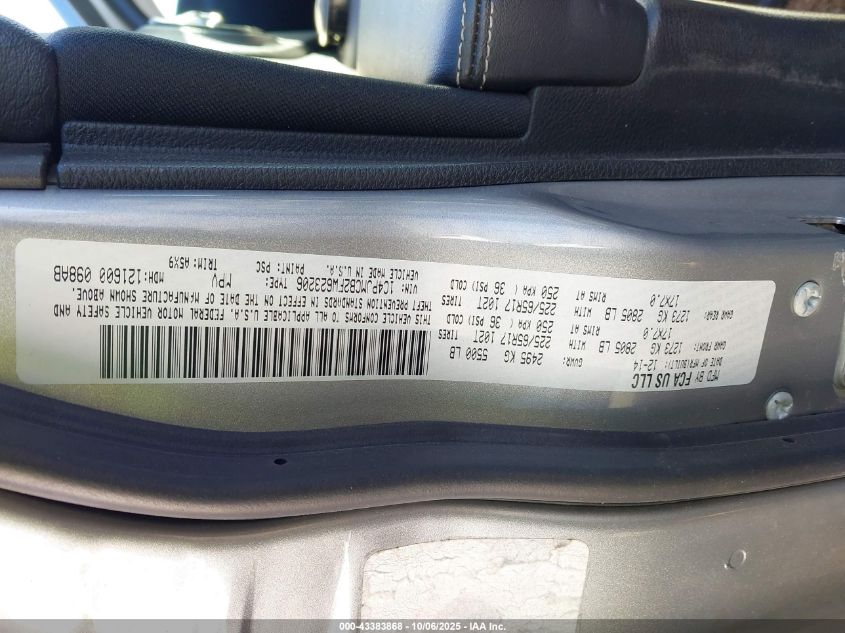 MFD BY FCA US LLC
DATE OF MFR(BUILT): 12-14
GVWR:
2495 KG
5500 LB
GAWR FRONT:
1273 KG
2805 LB
WITH
225/65R17 102T
TIRES
17X7.0
RIMS AT
250 KPA ( 36 PSI) COLD
GAWR REAR:
1273 KG
2805 LB
WITH
225/65R17 102T
TIRES
17X7.0
RIMS AT
250 KPA ( 36 PSI) COLD
THIS VEHICLE CONFORMS TO ALL APPLICABLE U.S.A. FEDERAL MOTOR VEHICLE SAFETY AND
THEFT PREVENTION STANDARDS IN EFFECT ON THE DATE OF MANUFACTURE SHOWN ABOVE.
VIN: 1C4PJMCB2FW623206
TYPE: MPV
MDH: 121600 098AB
VEHICLE MADE IN U.S.A.
PAINT: PSC
TRIM: A5X9
000-43383868 - 10/06/2025 - IAA Inc.